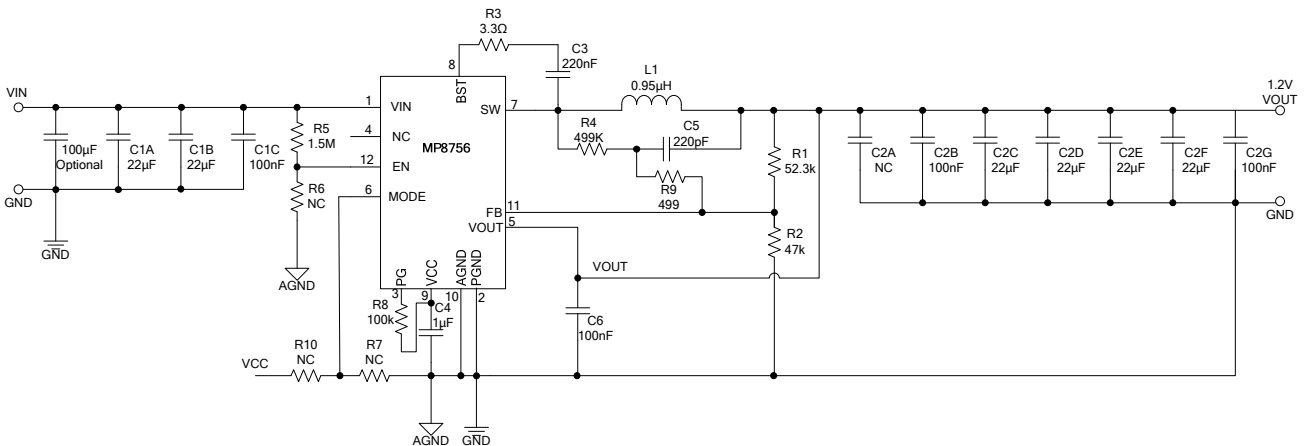 R3
3.3Ω
C3
220nF
8
BST
L1
0.95µH
VIN
1
VIN
SW
7
1.2V
VOUT
R5
1.5M
4
NC
MP8756
R4
499K
C5
220pF
100µF
Optional
C1A
22µF
C1B
22µF
C1C
100nF
12
EN
R1
52.3k
C2A
NC
C2B
100nF
C2C
22µF
C2D
22µF
C2E
22µF
C2F
22µF
C2G
100nF
R6
NC
6
MODE
R9
499
GND
FB
11
GND
VOUT
5
R2
47k
GND
AGND
VOUT
PG
VCC
AGND
PGND
3
9
10
2
R8
100k
C4
1µF
C6
100nF
R10
NC
R7
NC
VCC
AGND
GND